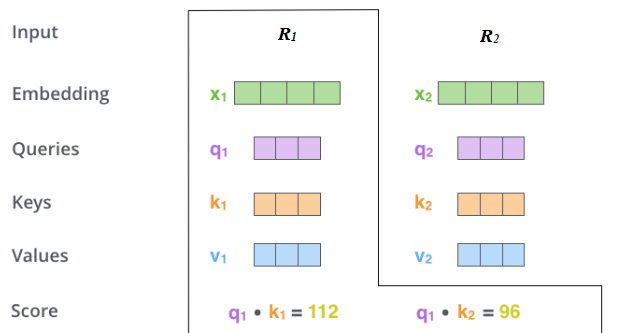 Input R1 R2
Embedding x1 x2
Queries q1 q2
Keys k1 k2
Values v1 v2
Score q1 • k1 = 112 q1 • k2 = 96